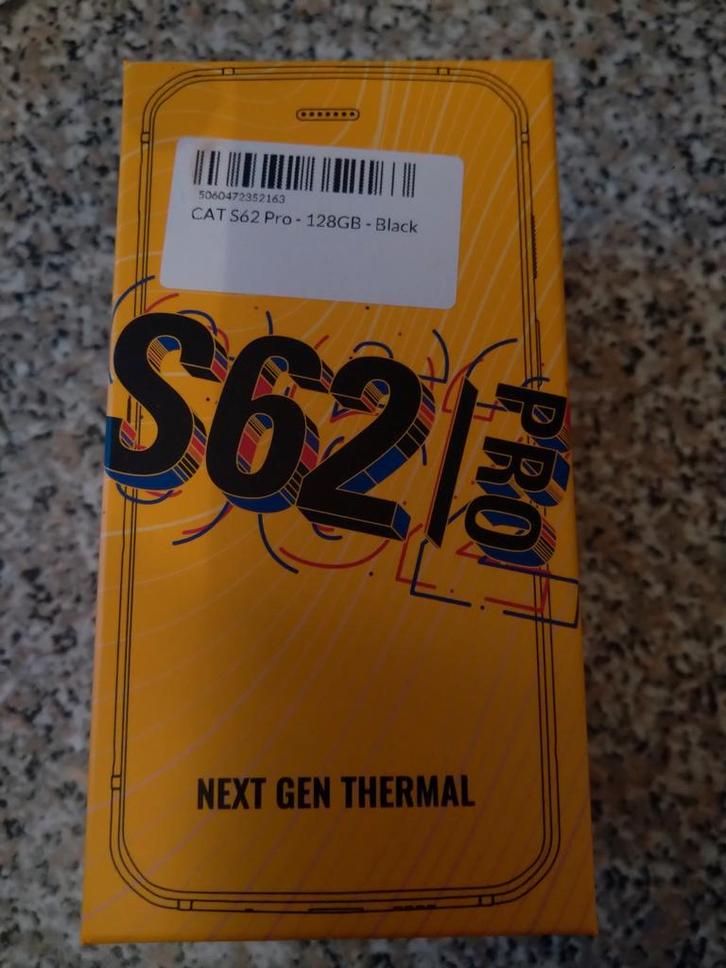 5060472352163
CAT S62 Pro - 128GB - Black
S62|PRO
NEXT GEN THERMAL